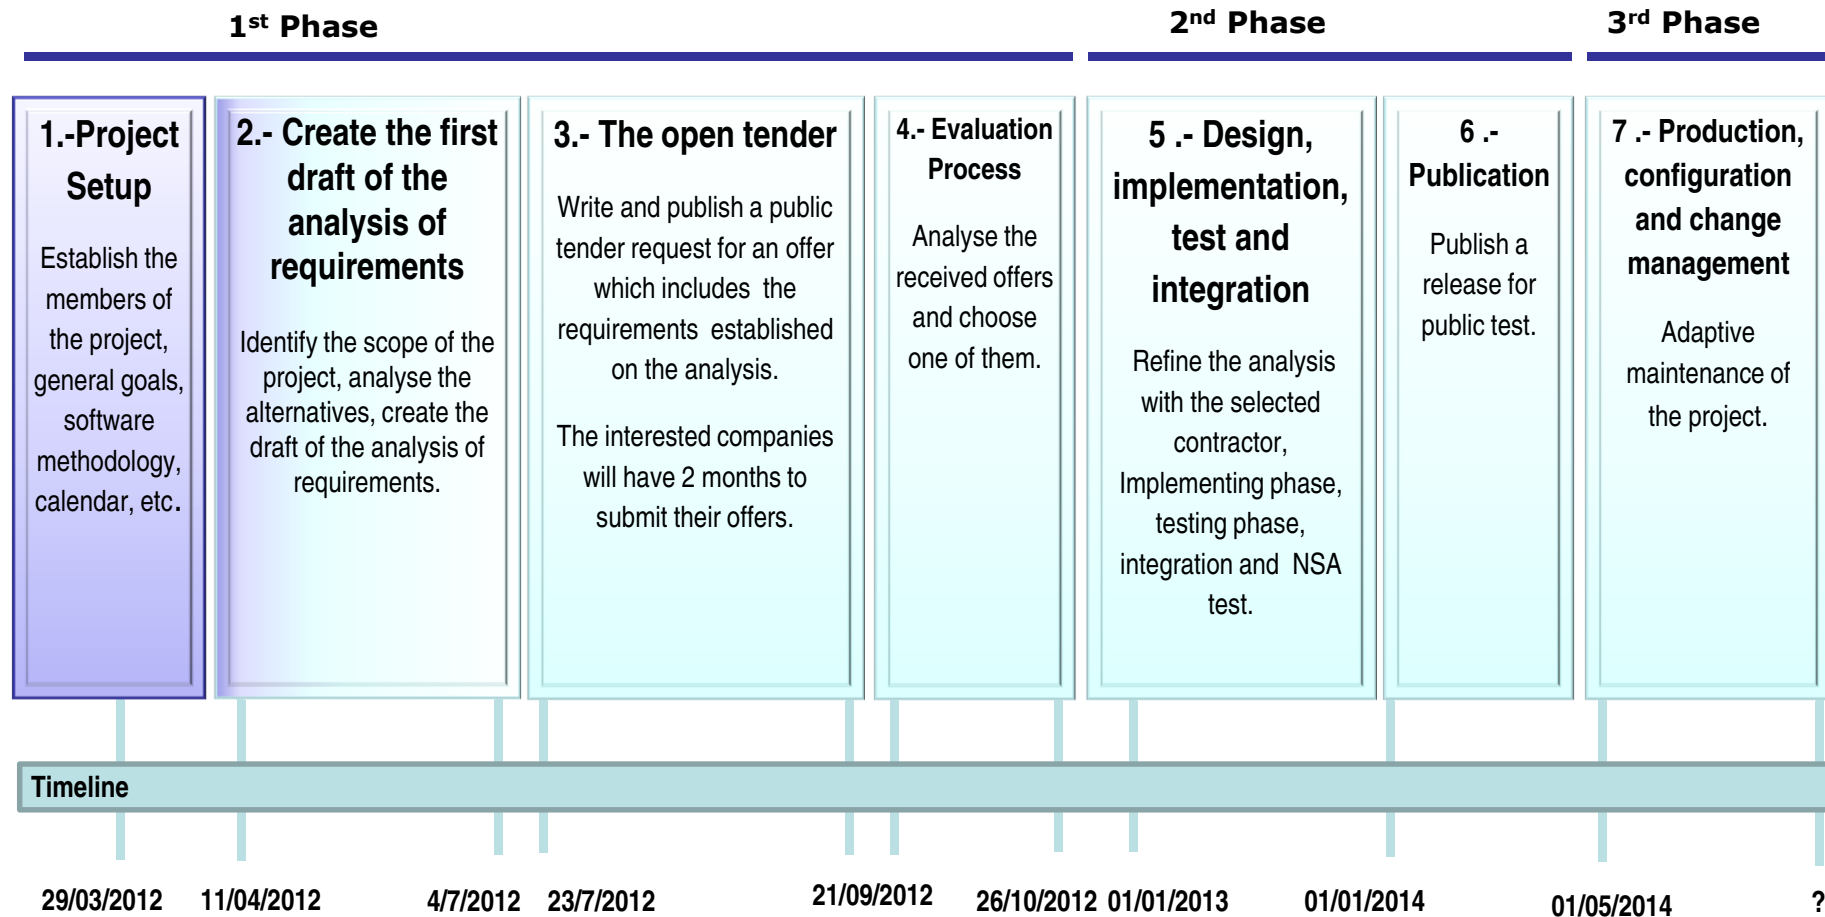 1st Phase
2nd Phase
3rd Phase
1.-Project
Setup
Establish the
members of
the project,
general goals,
software
methodology,
calendar, etc.
2.- Create the first
draft of the
analysis of
requirements
Identify the scope of the
project, analyse the
alternatives, create the
draft of the analysis of
requirements.
3.- The open tender
Write and publish a public
tender request for an offer
which includes the
requirements established
on the analysis.
The interested companies
will have 2 months to
submit their offers.
4.- Evaluation
Process
Analyse the
received offers
and choose
one of them.
5 .- Design,
implementation,
test and
integration
Refine the analysis
with the selected
contractor,
Implementing phase,
testing phase,
integration and NSA
test.
6 .-
Publication
Publish a
release for
public test.
7 .- Production,
configuration
and change
management
Adaptive
maintenance of
the project.
Timeline
29/03/2012
11/04/2012
4/7/2012
23/7/2012
21/09/2012
26/10/2012
01/01/2013
01/01/2014
01/05/2014
?